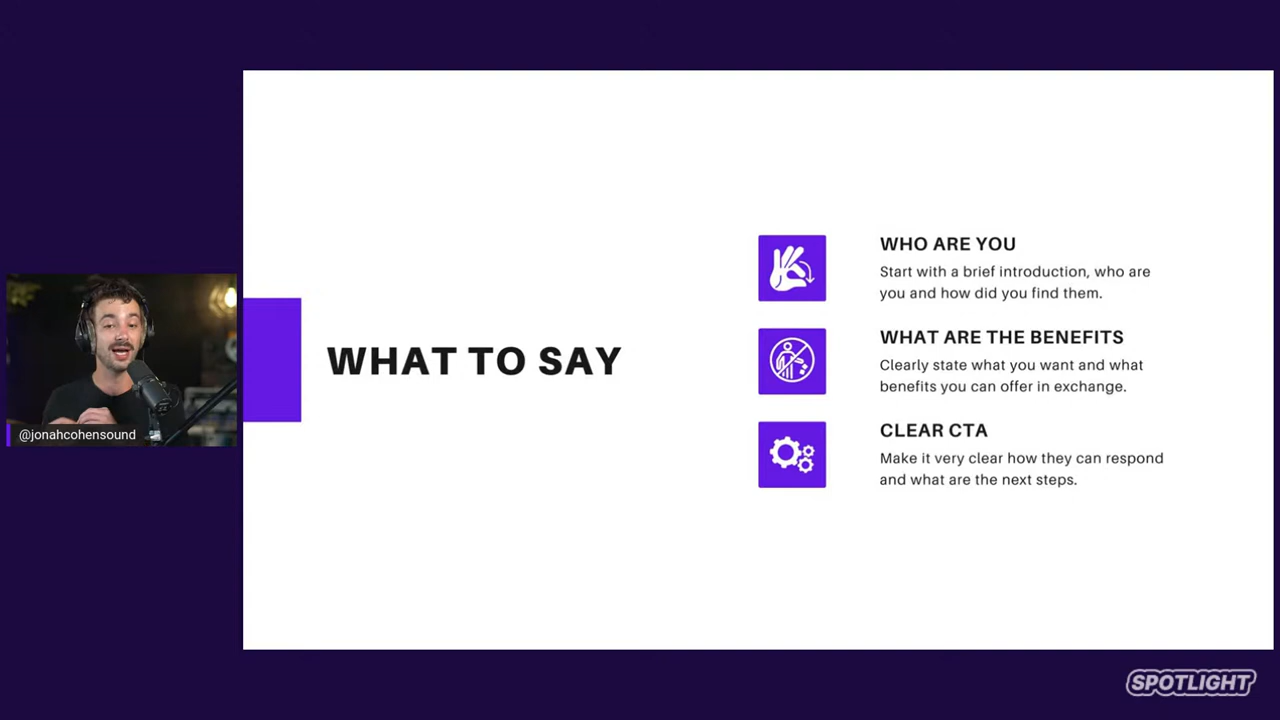 WHAT TO SAY
WHO ARE YOU
Start with a brief introduction, who are
you and how did you find them.
WHAT ARE THE BENEFITS
Clearly state what you want and what
benefits you can offer in exchange.
CLEAR CTA
Make it very clear how they can respond
and what are the next steps.
@jonahcohensound
SPOTLIGHT